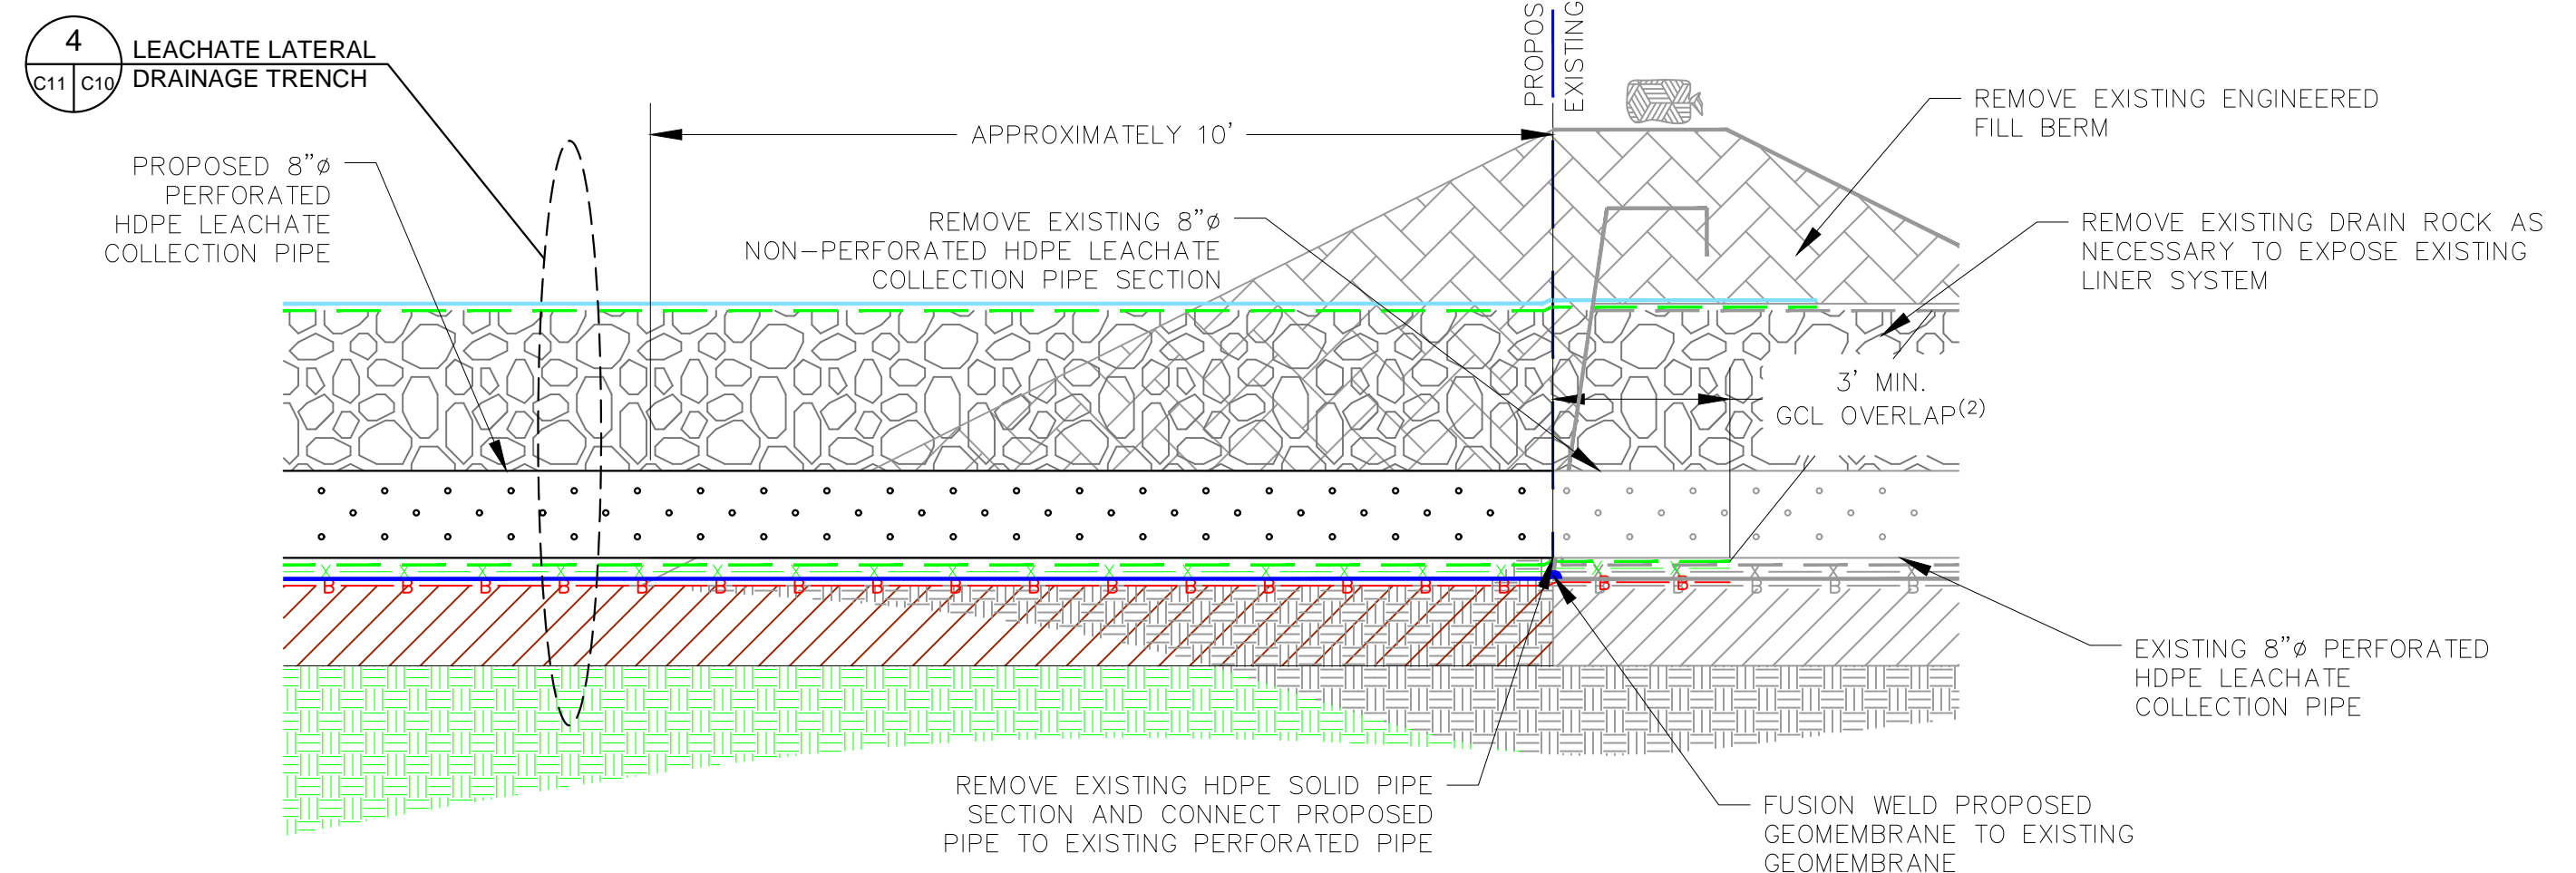 4
C11 C10
LEACHATE LATERAL
DRAINAGE TRENCH
PROPOSED 8"ø
PERFORATED
HDPE LEACHATE
COLLECTION PIPE
APPROXIMATELY 10'
PROPOS
EXISTING
REMOVE EXISTING 8"ø
NON-PERFORATED HDPE LEACHATE
COLLECTION PIPE SECTION
REMOVE EXISTING ENGINEERED
FILL BERM
REMOVE EXISTING DRAIN ROCK AS
NECESSARY TO EXPOSE EXISTING
LINER SYSTEM
3' MIN.
GCL OVERLAP(2)
X X X X X X X X X X X X X X X X X X X X X
B B B B B B B B B B B B B B B B B B B B B B
EXISTING 8"ø PERFORATED
HDPE LEACHATE
COLLECTION PIPE
REMOVE EXISTING HDPE SOLID PIPE
SECTION AND CONNECT PROPOSED
PIPE TO EXISTING PERFORATED PIPE
FUSION WELD PROPOSED
GEOMEMBRANE TO EXISTING
GEOMEMBRANE